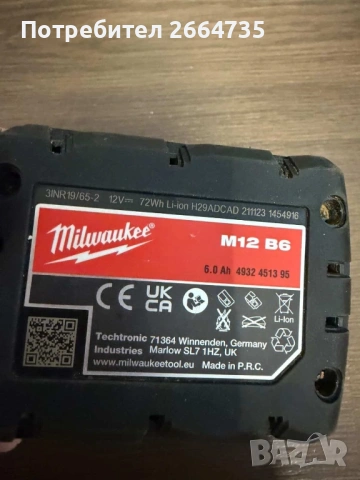 Потребител 2664735
3INR19/65-2 12V 72Wh Li-ion H29ADCAD 211123 1454916
Milwaukee®
M12 B6
6.0 Ah 4932 4513 95
CE UK CA
Li-Ion
Techtronic Industries
71364 Winnenden, Germany
Marlow SL7 1HZ, UK
www.milwaukeetool.eu Made in P.R.C.
bazar